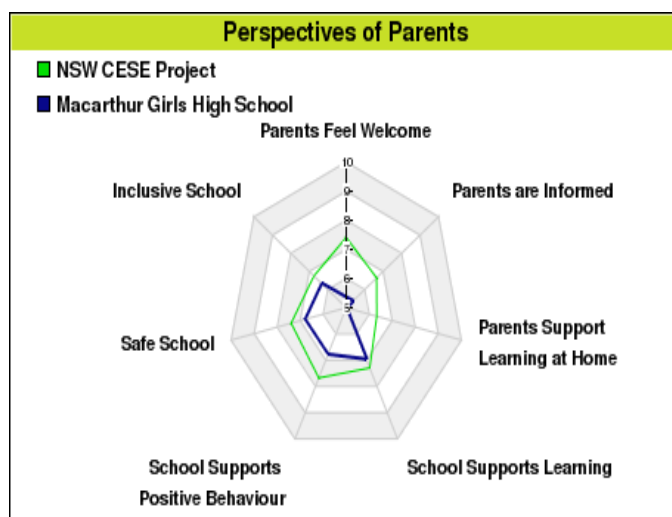 Perspectives of Parents
NSW CESE Project
Macarthur Girls High School
Parents Feel Welcome
10
9
8
7
6
5
Inclusive School
Parents are Informed
Safe School
Parents Support
Learning at Home
School Supports
Positive Behaviour
School Supports Learning